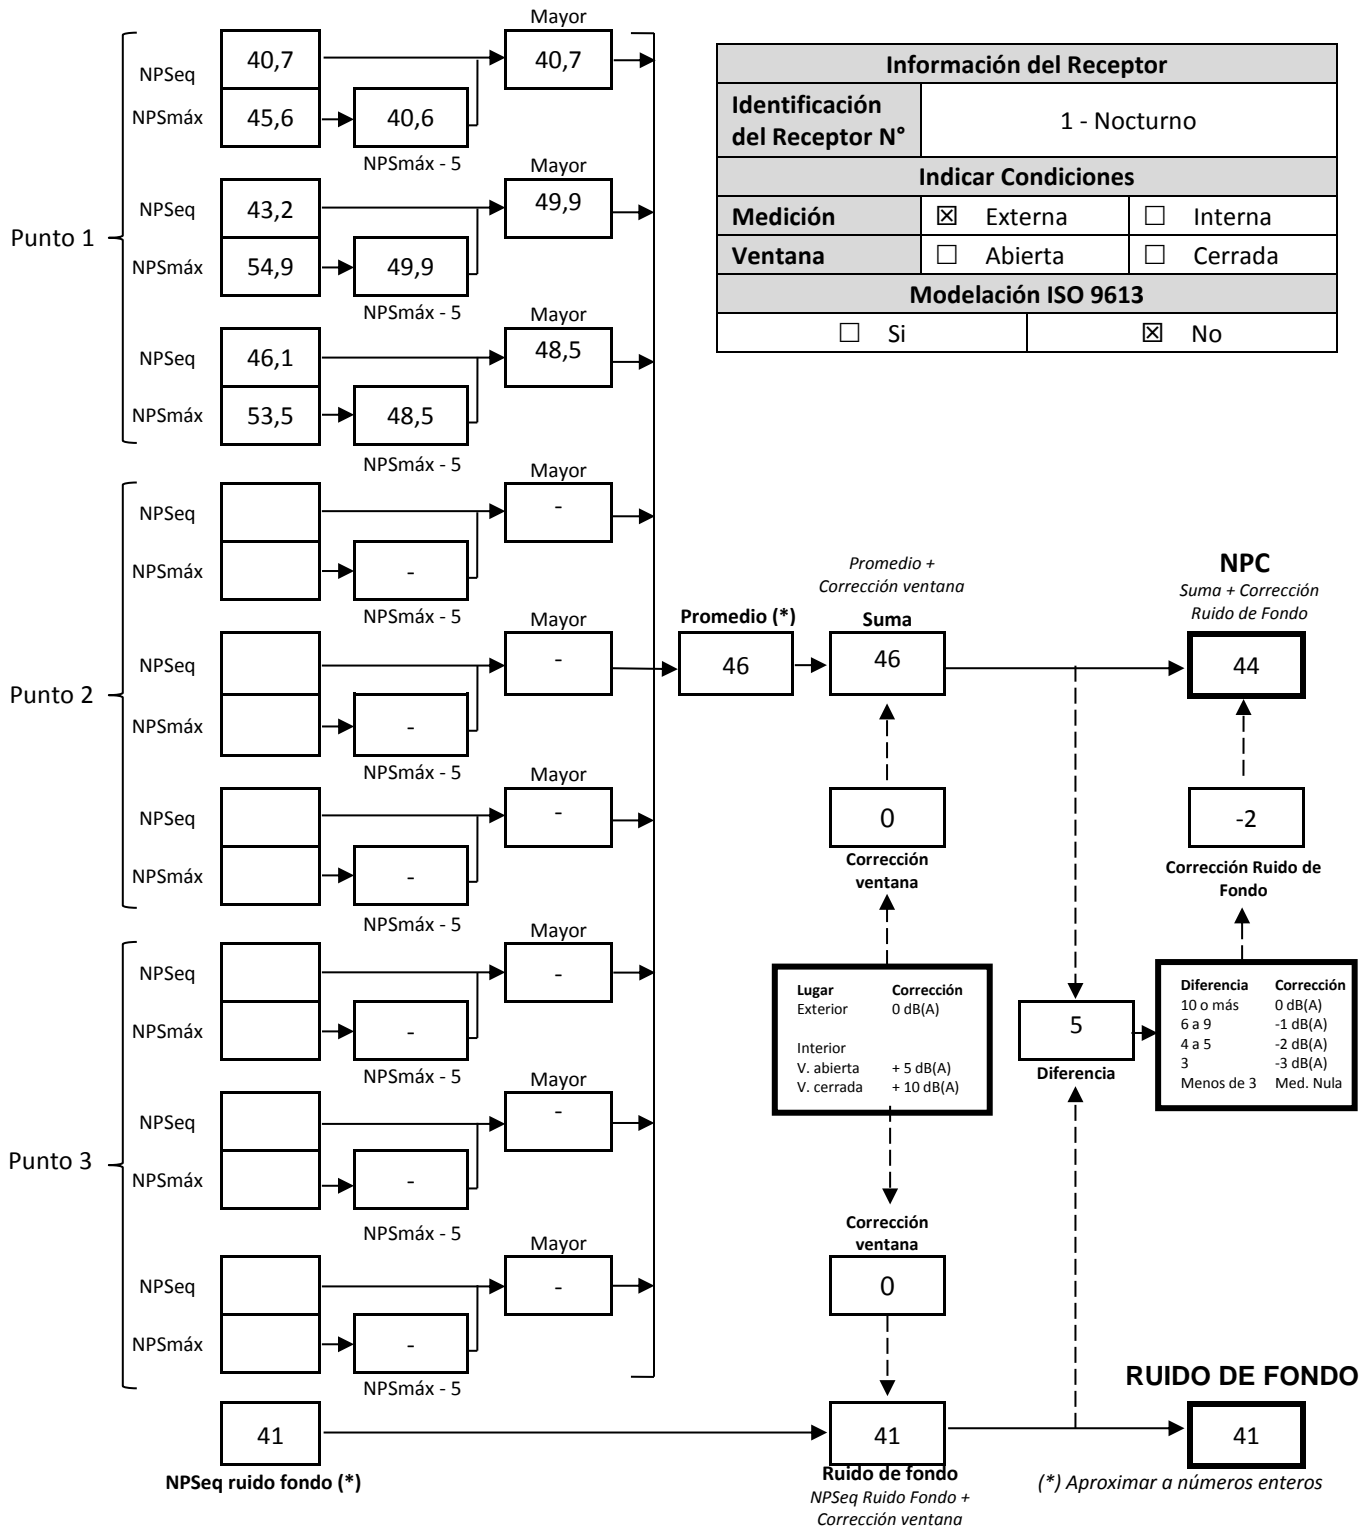 Información del Receptor
Identificación del Receptor N°
1 - Nocturno
Indicar Condiciones
Medición ☒ Externa ☐ Interna
Ventana ☐ Abierta ☐ Cerrada
Modelación ISO 9613
☐ Si ☒ No
Punto 1
Mayor
NPSeq 40,7 40,7
NPSmáx 45,6 40,6
NPSmáx - 5
Mayor
NPSeq 43,2 49,9
NPSmáx 54,9 49,9
NPSmáx - 5
Mayor
NPSeq 46,1 48,5
NPSmáx 53,5 48,5
NPSmáx - 5
Punto 2
Mayor
NPSeq -
NPSmáx -
NPSmáx - 5
Mayor
NPSeq -
NPSmáx -
NPSmáx - 5
Mayor
NPSeq -
NPSmáx -
NPSmáx - 5
Punto 3
Mayor
NPSeq -
NPSmáx -
NPSmáx - 5
Mayor
NPSeq -
NPSmáx -
NPSmáx - 5
Mayor
NPSeq -
NPSmáx -
NPSmáx - 5
41
NPSeq ruido fondo (*)
Promedio (*)
46
Promedio +
Corrección ventana
Suma
46
0
Corrección
ventana
Lugar Corrección
Exterior 0 dB(A)
Interior
V. abierta + 5 dB(A)
V. cerrada + 10 dB(A)
Corrección
ventana
0
41
Ruido de fondo
NPSeq Ruido Fondo +
Corrección ventana
5
Diferencia
NPC
Suma + Corrección
Ruido de Fondo
44
-2
Corrección Ruido de
Fondo
Diferencia Corrección
10 o más 0 dB(A)
6 a 9 -1 dB(A)
4 a 5 -2 dB(A)
3 -3 dB(A)
Menos de 3 Med. Nula
RUIDO DE FONDO
41
(*) Aproximar a números enteros